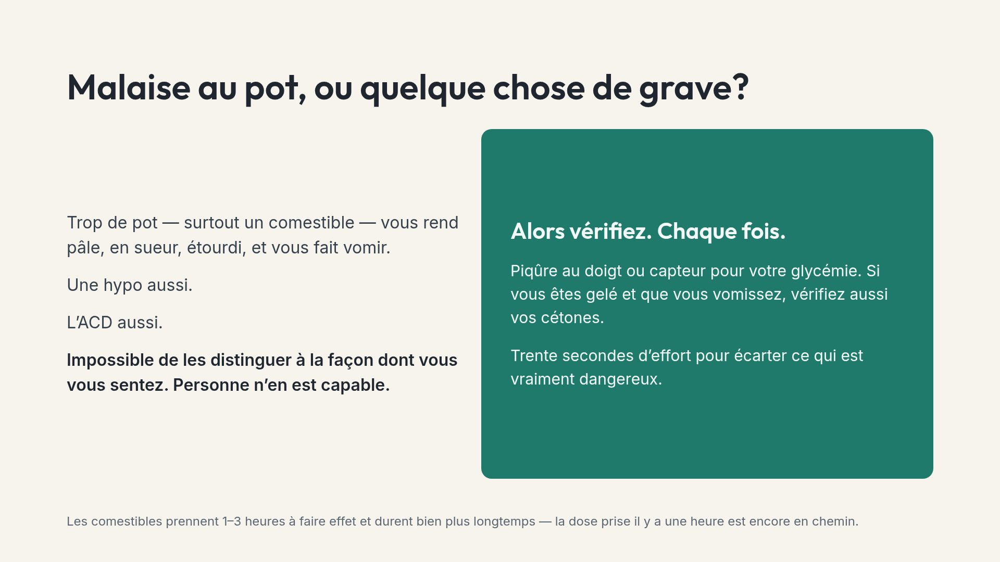 Malaise au pot, ou quelque chose de grave?
Trop de pot — surtout un comestible — vous rend
pâle, en sueur, étourdi, et vous fait vomir.
Une hypo aussi.
L’ACD aussi.
Impossible de les distinguer à la façon dont vous
vous sentez. Personne n’en est capable.
Alors vérifiez. Chaque fois.
Piqûre au doigt ou capteur pour votre glycémie. Si
vous êtes gelé et que vous vomissez, vérifiez aussi
vos cétones.
Trente secondes d’effort pour écarter ce qui est
vraiment dangereux.
Les comestibles prennent 1–3 heures à faire effet et durent bien plus longtemps — la dose prise il y a une heure est encore en chemin.